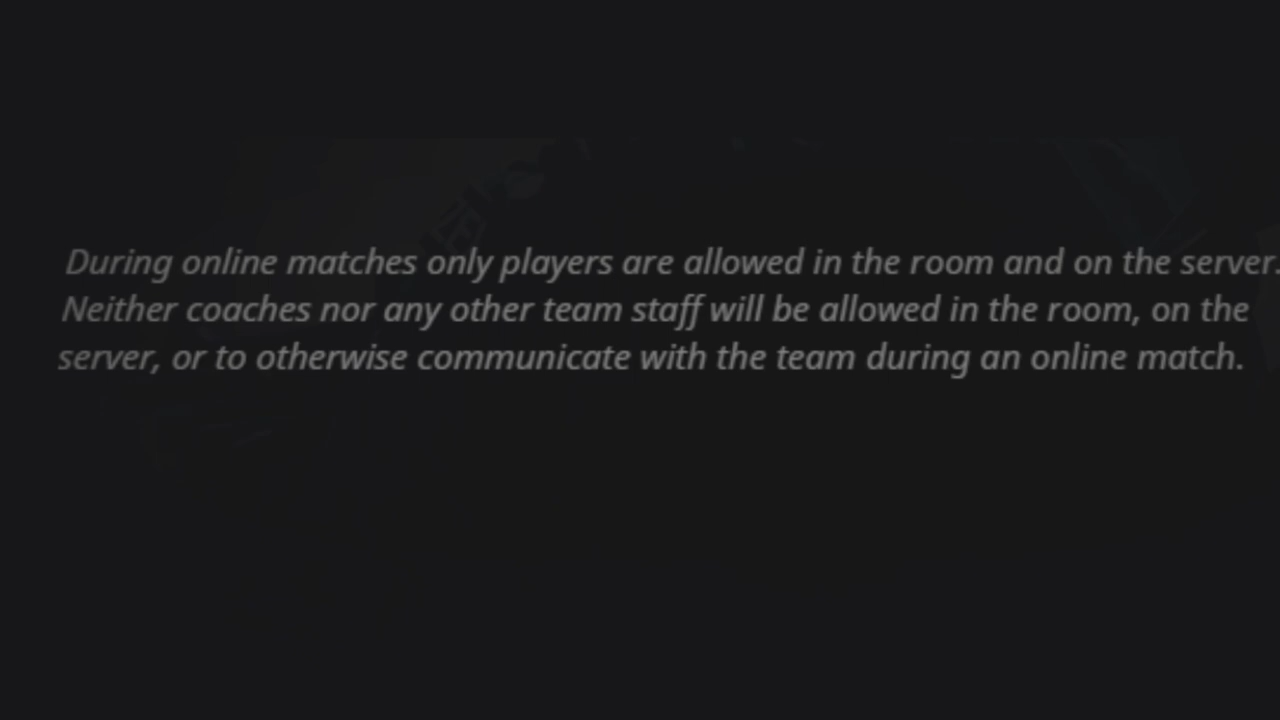 During online matches only players are allowed in the room and on the server.
Neither coaches nor any other team staff will be allowed in the room, on the
server, or to otherwise communicate with the team during an online match.